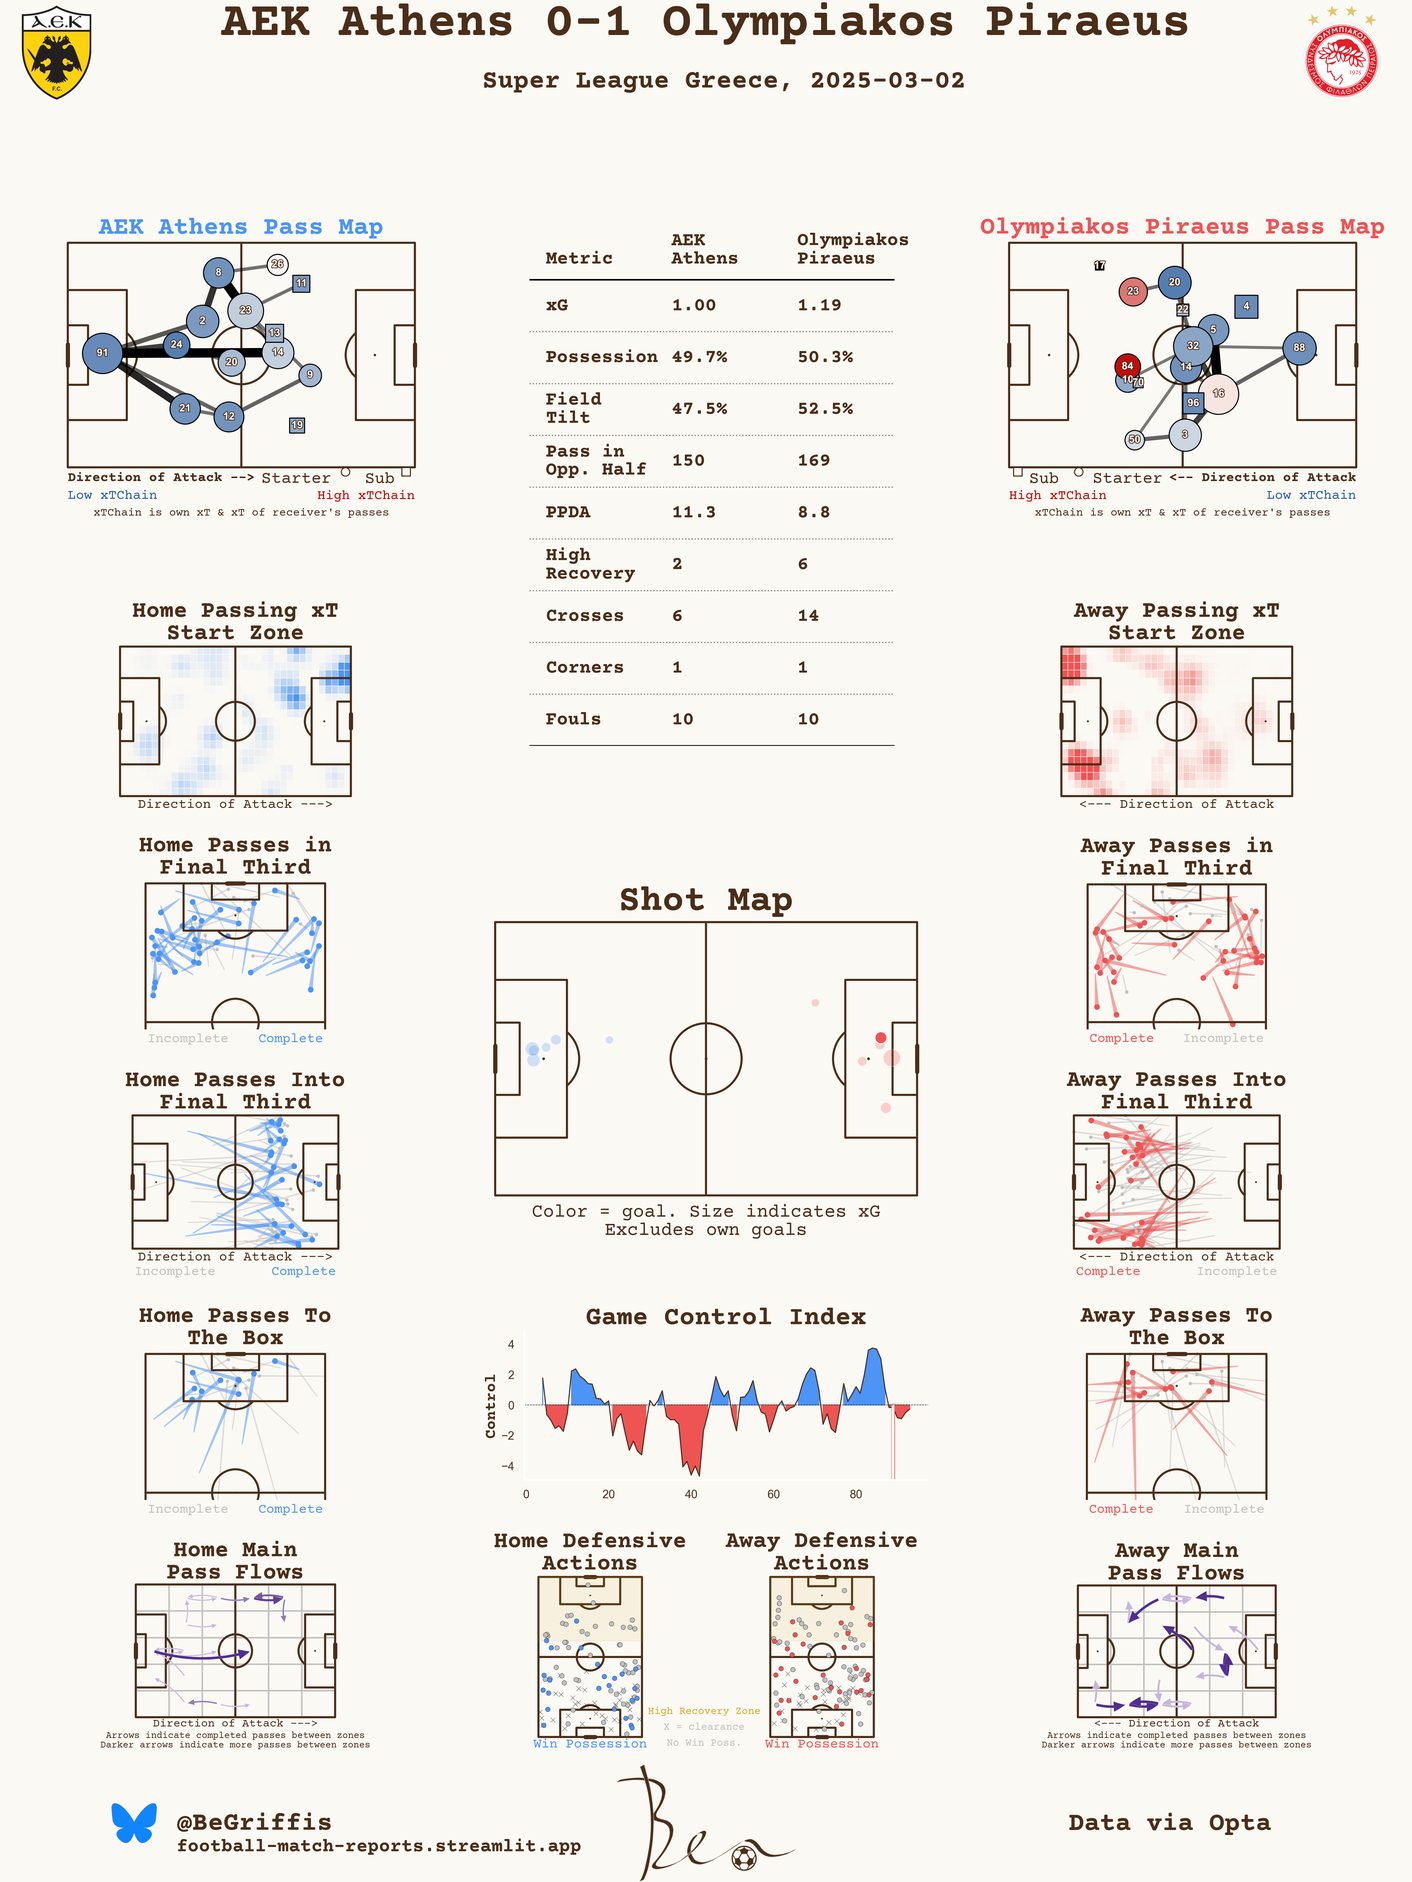 AEK Athens 0-1 Olympiakos Piraeus
Super League Greece, 2025-03-02
Α.Ε.Κ
F.C.
ΟΛΥΜΠΙΑΚΟΣ
1925
AEK Athens Pass Map
8
26
11
23
2
13
24
91
14
20
9
21
12
19
Direction of Attack --> Starter Sub
Low xTChain High xTChain
xTChain is own xT & xT of receiver's passes
Metric AEK Athens Olympiakos Piraeus
xG 1.00 1.19
Possession 49.7% 50.3%
Field Tilt 47.5% 52.5%
Pass in Opp. Half 150 169
PPDA 11.3 8.8
High Recovery 2 6
Crosses 6 14
Corners 1 1
Fouls 10 10
Olympiakos Piraeus Pass Map
17
23
20
22
4
5
32
88
84
14
10
70
16
96
50
3
Sub Starter <-- Direction of Attack
High xTChain Low xTChain
xTChain is own xT & xT of receiver's passes
Home Passing xT
Start Zone
Direction of Attack --->
Away Passing xT
Start Zone
<--- Direction of Attack
Home Passes in
Final Third
Incomplete Complete
Away Passes in
Final Third
Complete Incomplete
Shot Map
Color = goal. Size indicates xG
Excludes own goals
Home Passes Into
Final Third
Direction of Attack --->
Incomplete Complete
Away Passes Into
Final Third
<--- Direction of Attack
Complete Incomplete
Home Passes To
The Box
Incomplete Complete
Game Control Index
Control
4
2
0
−2
−4
0 20 40 60 80
Away Passes To
The Box
Complete Incomplete
Home Main
Pass Flows
Direction of Attack --->
Arrows indicate completed passes between zones
Darker arrows indicate more passes between zones
Home Defensive
Actions
Win Possession
High Recovery Zone
X = clearance
No Win Poss.
Away Defensive
Actions
Win Possession
Away Main
Pass Flows
<--- Direction of Attack
Arrows indicate completed passes between zones
Darker arrows indicate more passes between zones
@BeGriffis
football-match-reports.streamlit.app
Ben
Data via Opta